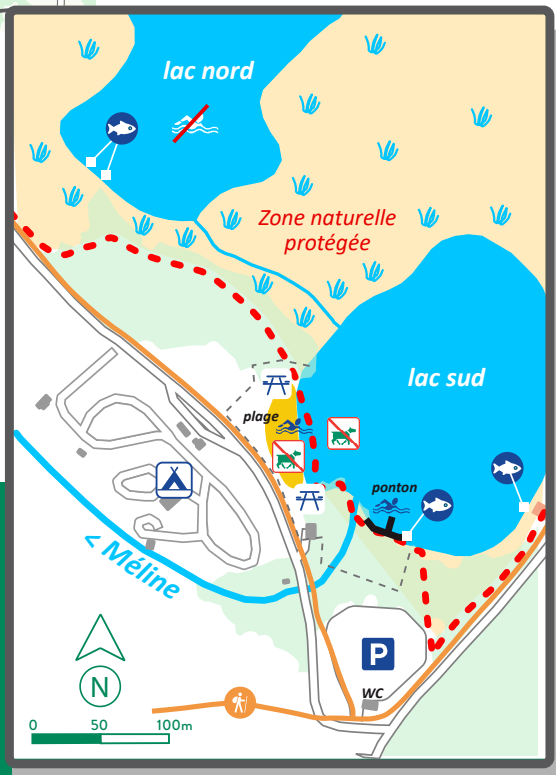 lac nord
Zone naturelle
protégée
lac sud
plage
ponton
< Méline
P
WC
N
0 50 100m